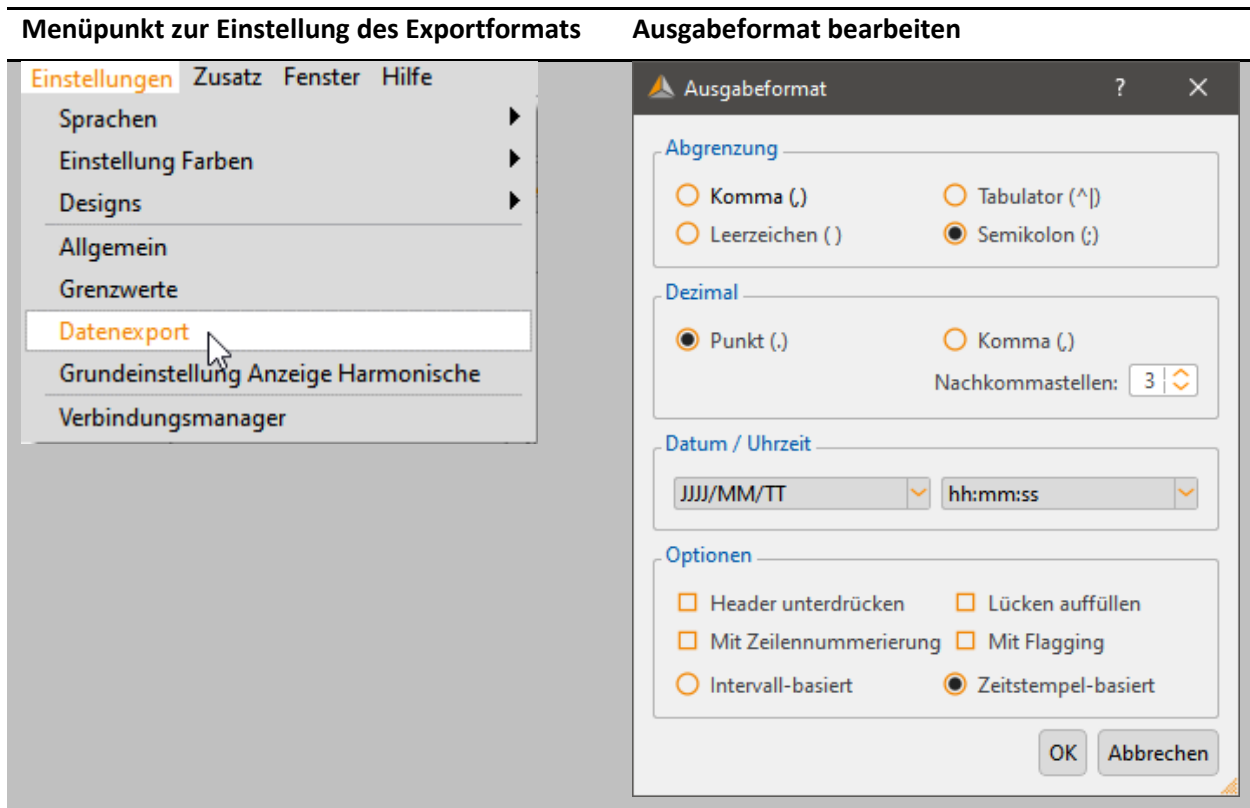 Menüpunkt zur Einstellung des Exportformats
Einstellungen Zusatz Fenster Hilfe
Sprachen
Einstellung Farben
Designs
Allgemein
Grenzwerte
Datenexport
Grundeinstellung Anzeige Harmonische
Verbindungsmanager
Ausgabeformat bearbeiten
Ausgabeformat ?
Abgrenzung
Komma (,) Tabulator (^|)
Leerzeichen ( ) Semikolon (;)
Dezimal
Punkt (.) Komma (,)
Nachkommastellen: 3
Datum / Uhrzeit
JJJJ/MM/TT hh:mm:ss
Optionen
Header unterdrücken Lücken auffüllen
Mit Zeilennummerierung Mit Flagging
Intervall-basiert Zeitstempel-basiert
OK Abbrechen